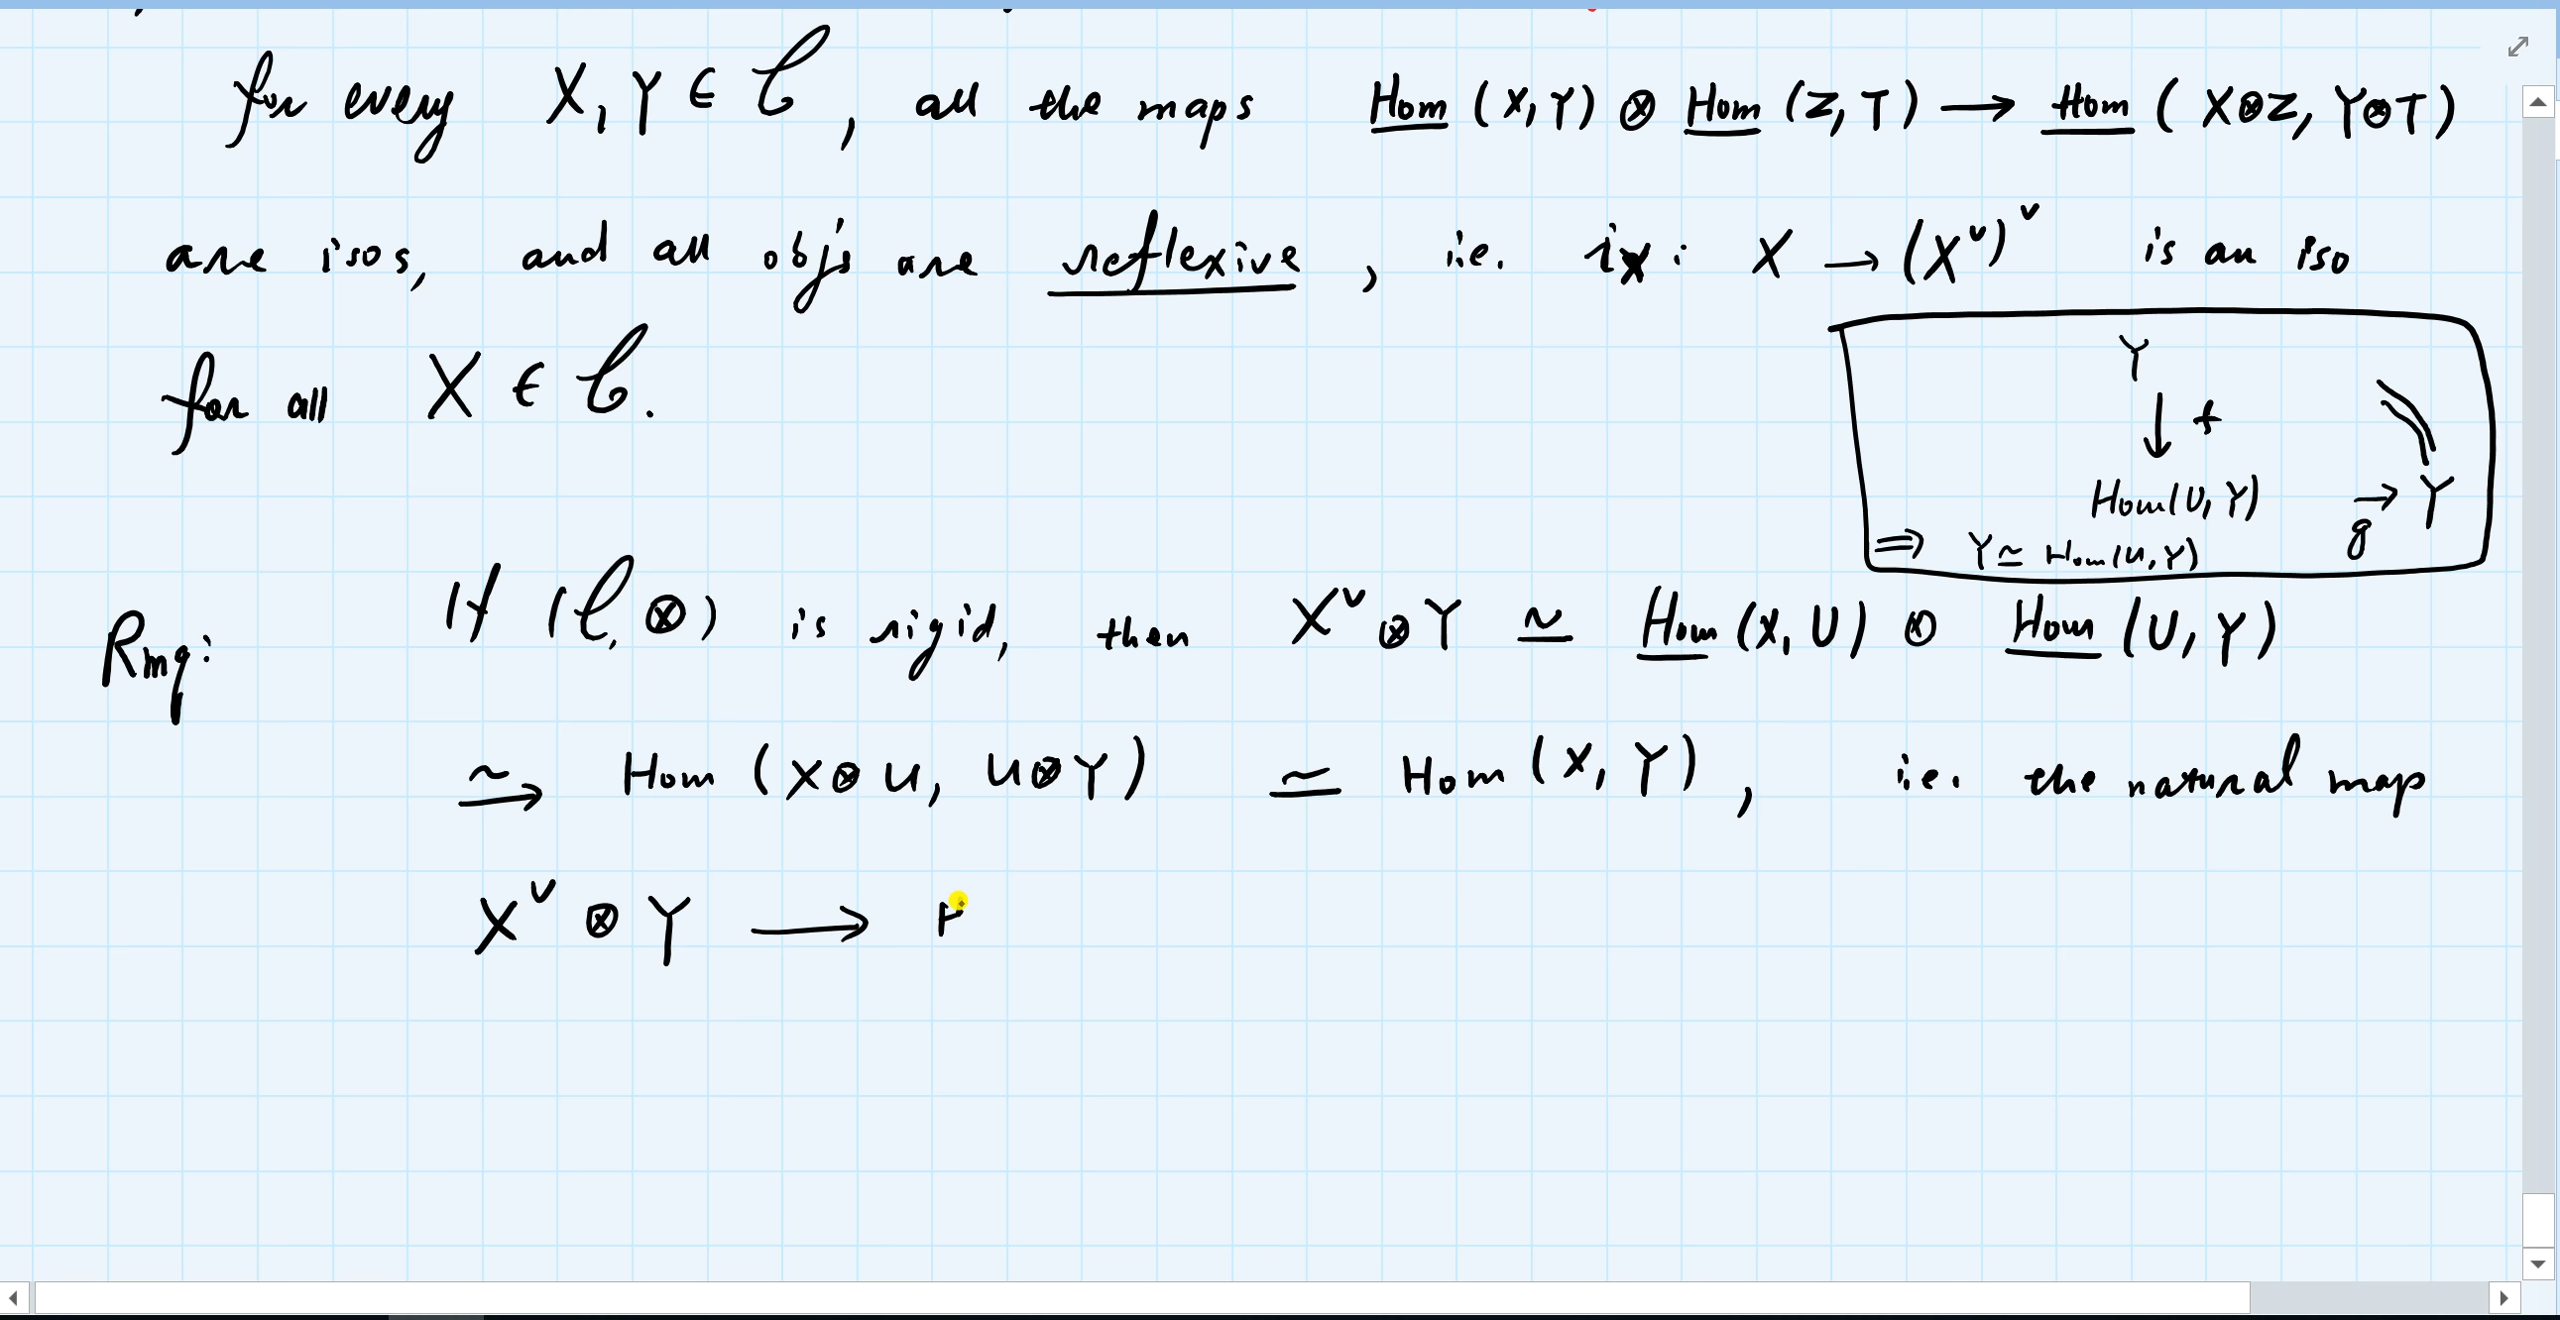 for every X, Y ∈ C, all the maps Hom (X, Y) ⊗ Hom (Z, T) → Hom ( X⊗Z, Y⊗T)
are isos, and all obj's are reflexive, i.e. iX : X → (X^∨)^∨ is an iso
for all X ∈ C.
Y
↓ f
Hom(U, Y) →g Y
⇒ Y ≃ Hom(U, Y)
Rmq: If (C, ⊗) is rigid, then X^∨ ⊗ Y ≃ Hom (X, U) ⊗ Hom (U, Y)
⥲ Hom (X⊗U, U⊗Y) ≃ Hom (X, Y), i.e. the natural map
X^∨ ⊗ Y ⟶